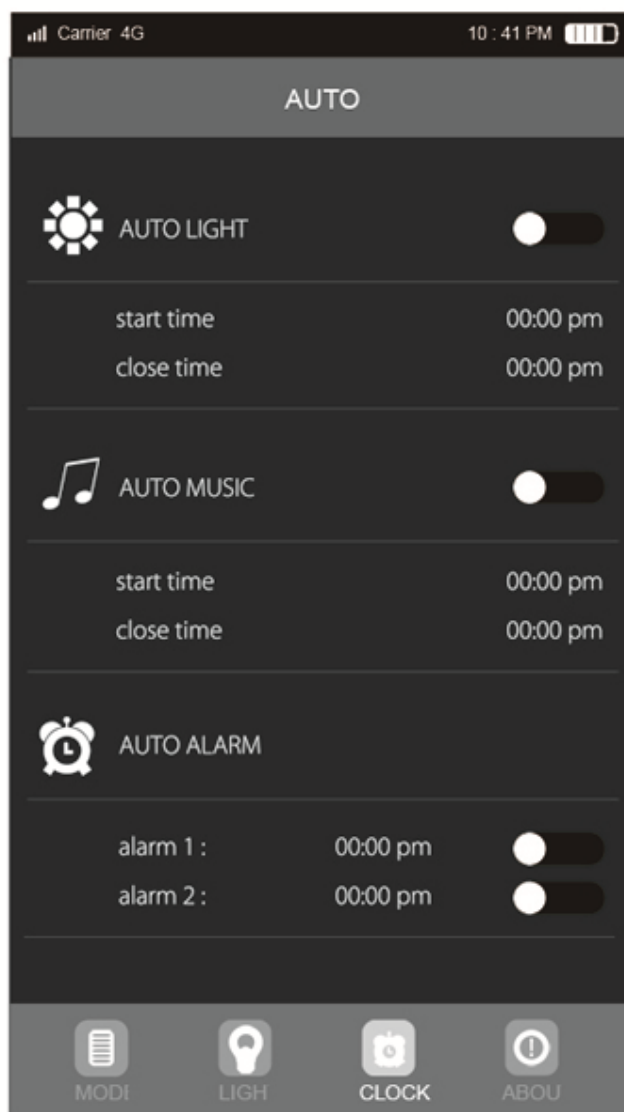 Carrier 4G 10 : 41 PM
AUTO
AUTO LIGHT
start time 00:00 pm
close time 00:00 pm
AUTO MUSIC
start time 00:00 pm
close time 00:00 pm
AUTO ALARM
alarm 1 : 00:00 pm
alarm 2 : 00:00 pm
MODE LIGH CLOCK ABOU